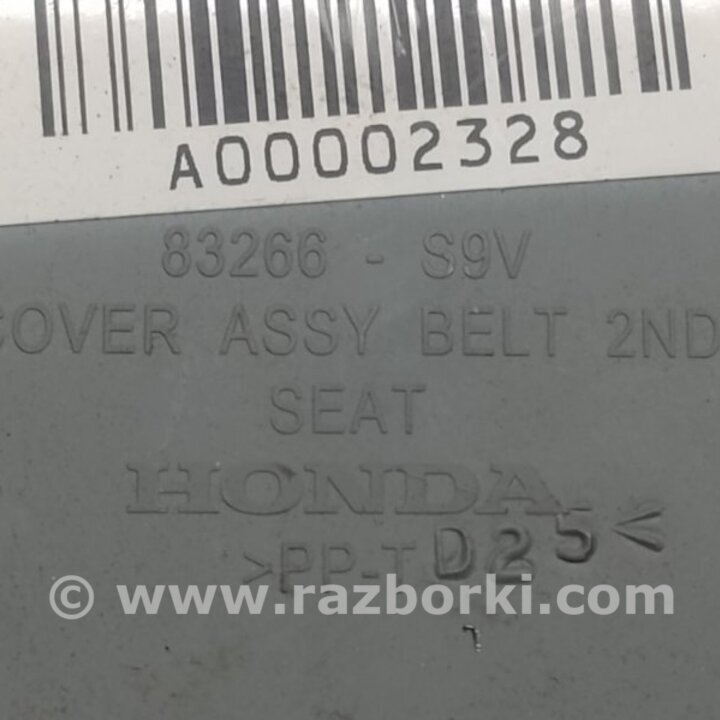 A00002328
83266 - S9V
COVER ASSY BELT 2ND
SEAT
HONDA
>PP-T D25<
© www.razborki.com